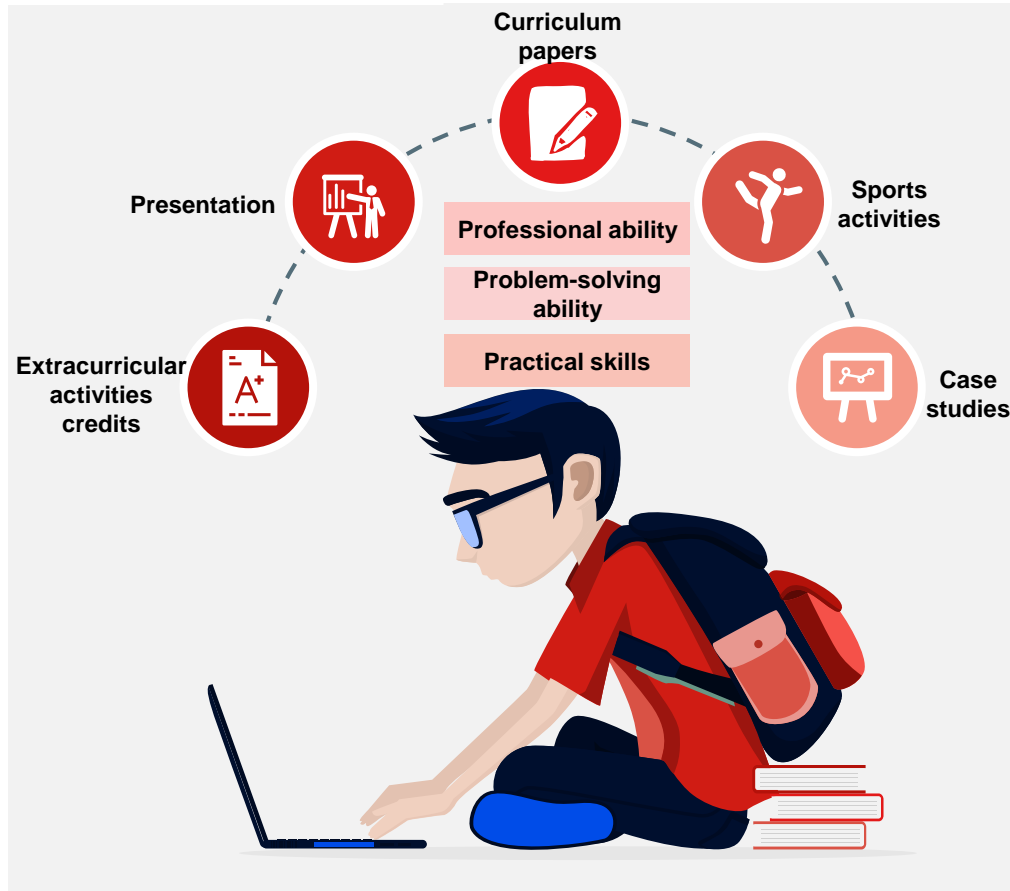 Curriculum
papers
Presentation
Sports
activities
Professional ability
Problem-solving
ability
Practical skills
Extracurricular
activities
credits
A+
Case
studies